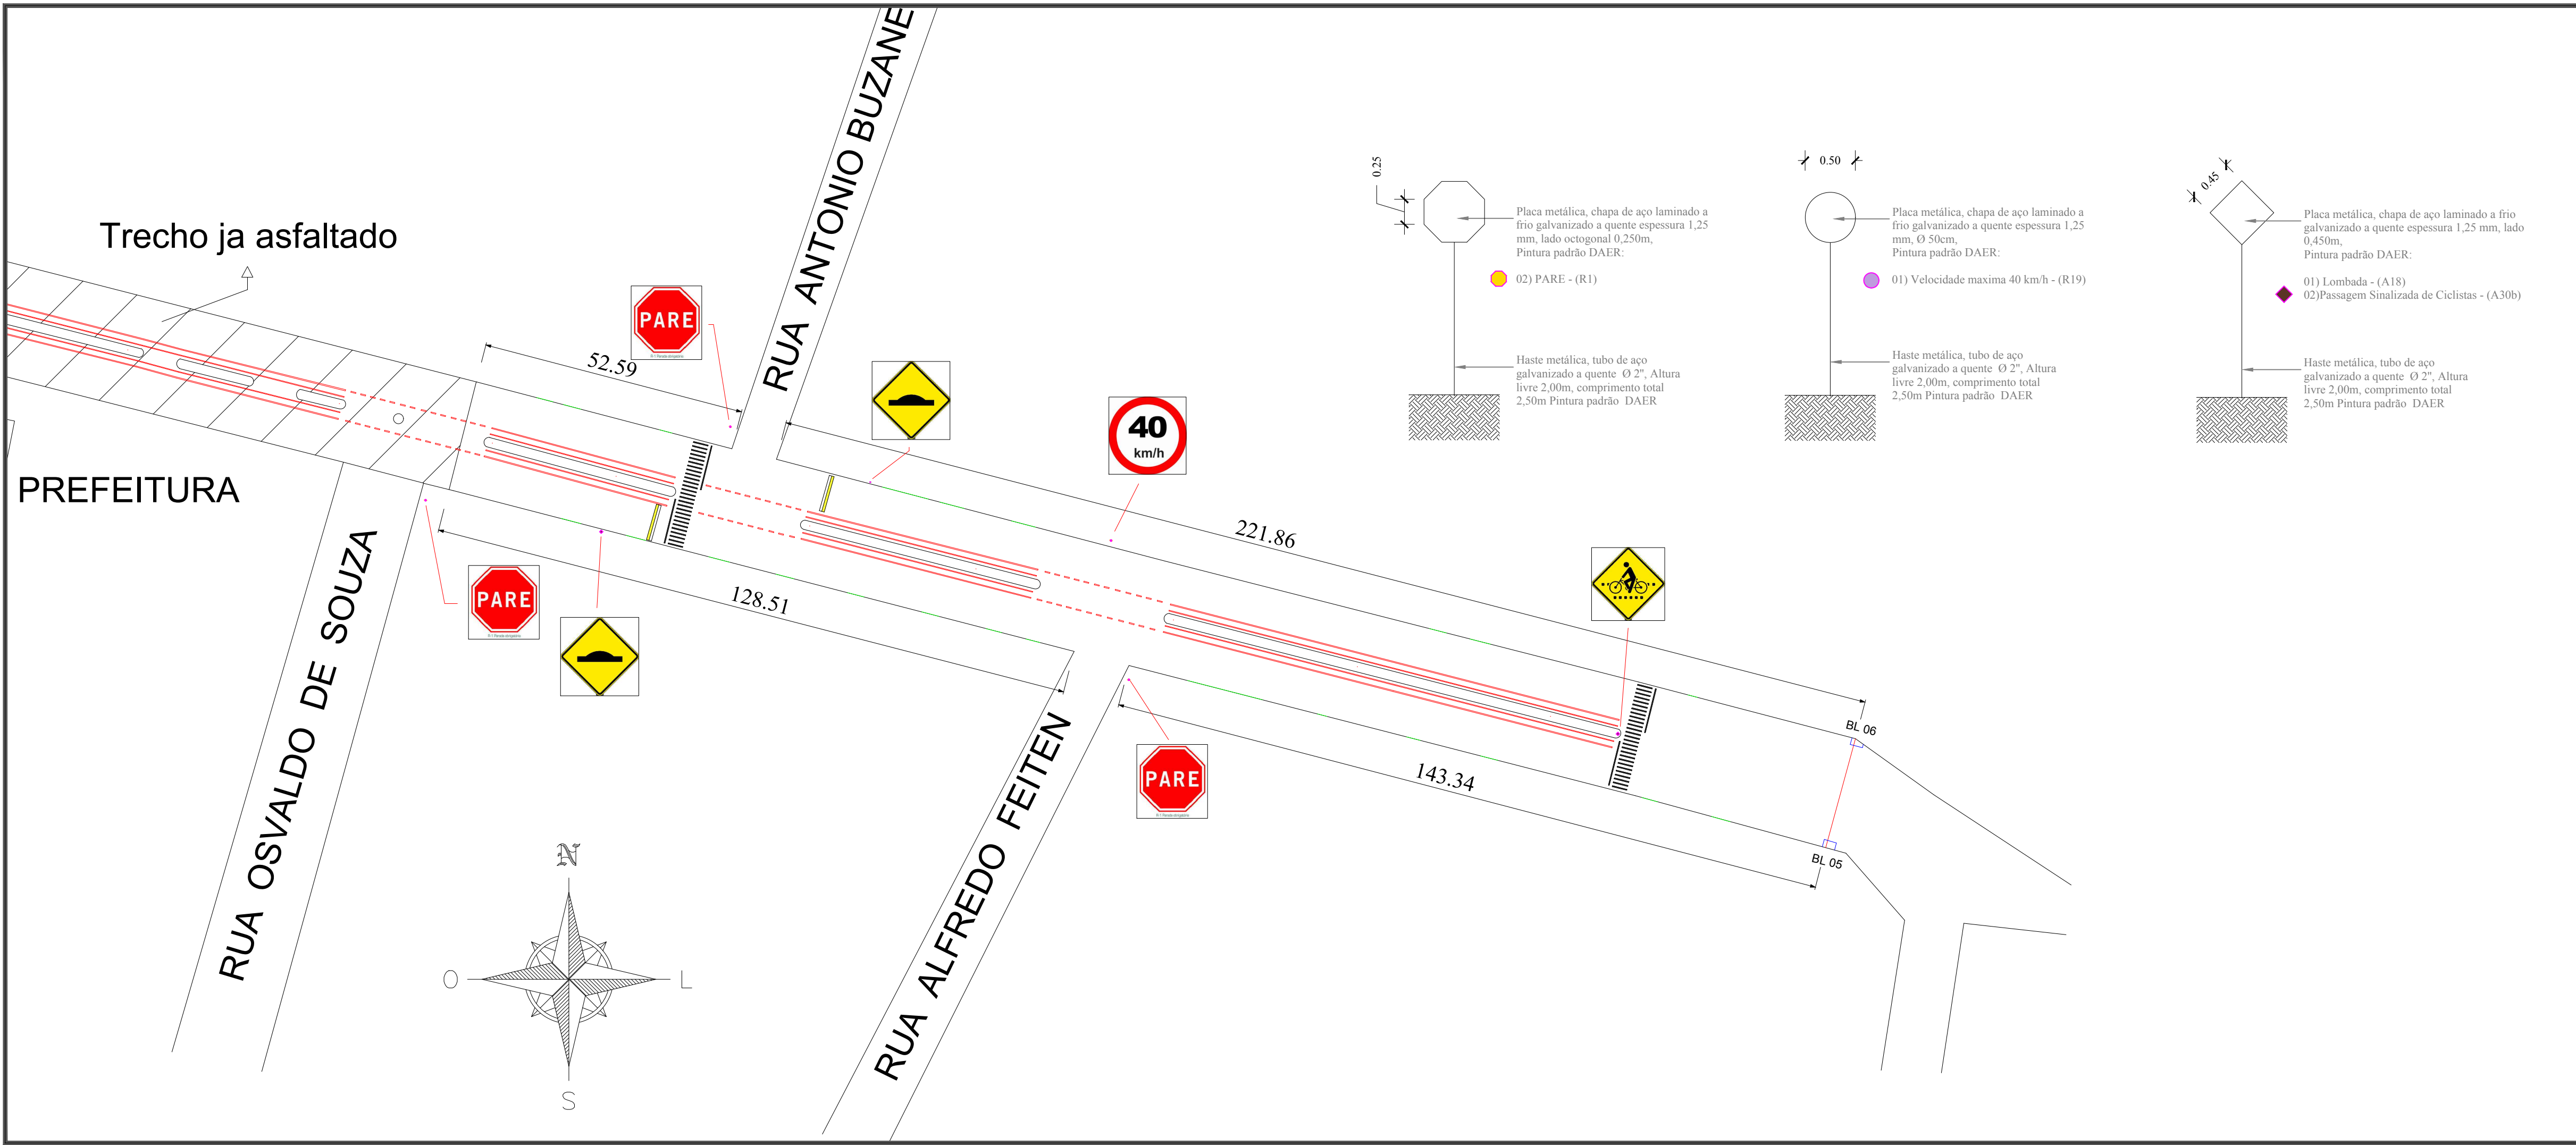 RUA ANTONIO BUZANE
Trecho ja asfaltado
PREFEITURA
RUA OSVALDO DE SOUZA
RUA ALFREDO FEITEN
52.59
221.86
128.51
143.34
PARE
PARE
PARE
40
km/h
BL 06
BL 05
N
O
L
S
0.25
Placa metálica, chapa de aço laminado a
frio galvanizado a quente espessura 1,25
mm, lado octogonal 0,250m,
Pintura padrão DAER:
02) PARE - (R1)
Haste metálica, tubo de aço
galvanizado a quente Ø 2", Altura
livre 2,00m, comprimento total
2,50m Pintura padrão DAER
0.50
Placa metálica, chapa de aço laminado a
frio galvanizado a quente espessura 1,25
mm, Ø 50cm,
Pintura padrão DAER:
01) Velocidade maxima 40 km/h - (R19)
Haste metálica, tubo de aço
galvanizado a quente Ø 2", Altura
livre 2,00m, comprimento total
2,50m Pintura padrão DAER
0.45
Placa metálica, chapa de aço laminado a frio
galvanizado a quente espessura 1,25 mm, lado
0,450m,
Pintura padrão DAER:
01) Lombada - (A18)
02)Passagem Sinalizada de Ciclistas - (A30b)
Haste metálica, tubo de aço
galvanizado a quente Ø 2", Altura
livre 2,00m, comprimento total
2,50m Pintura padrão DAER